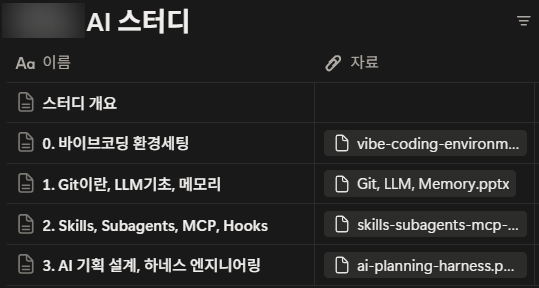 AI 스터디
Aa 이름 자료
스터디 개요
0. 바이브코딩 환경세팅 vibe-coding-environm...
1. Git이란, LLM기초, 메모리 Git, LLM, Memory.pptx
2. Skills, Subagents, MCP, Hooks skills-subagents-mcp-...
3. AI 기획 설계, 하네스 엔지니어링 ai-planning-harness.p...